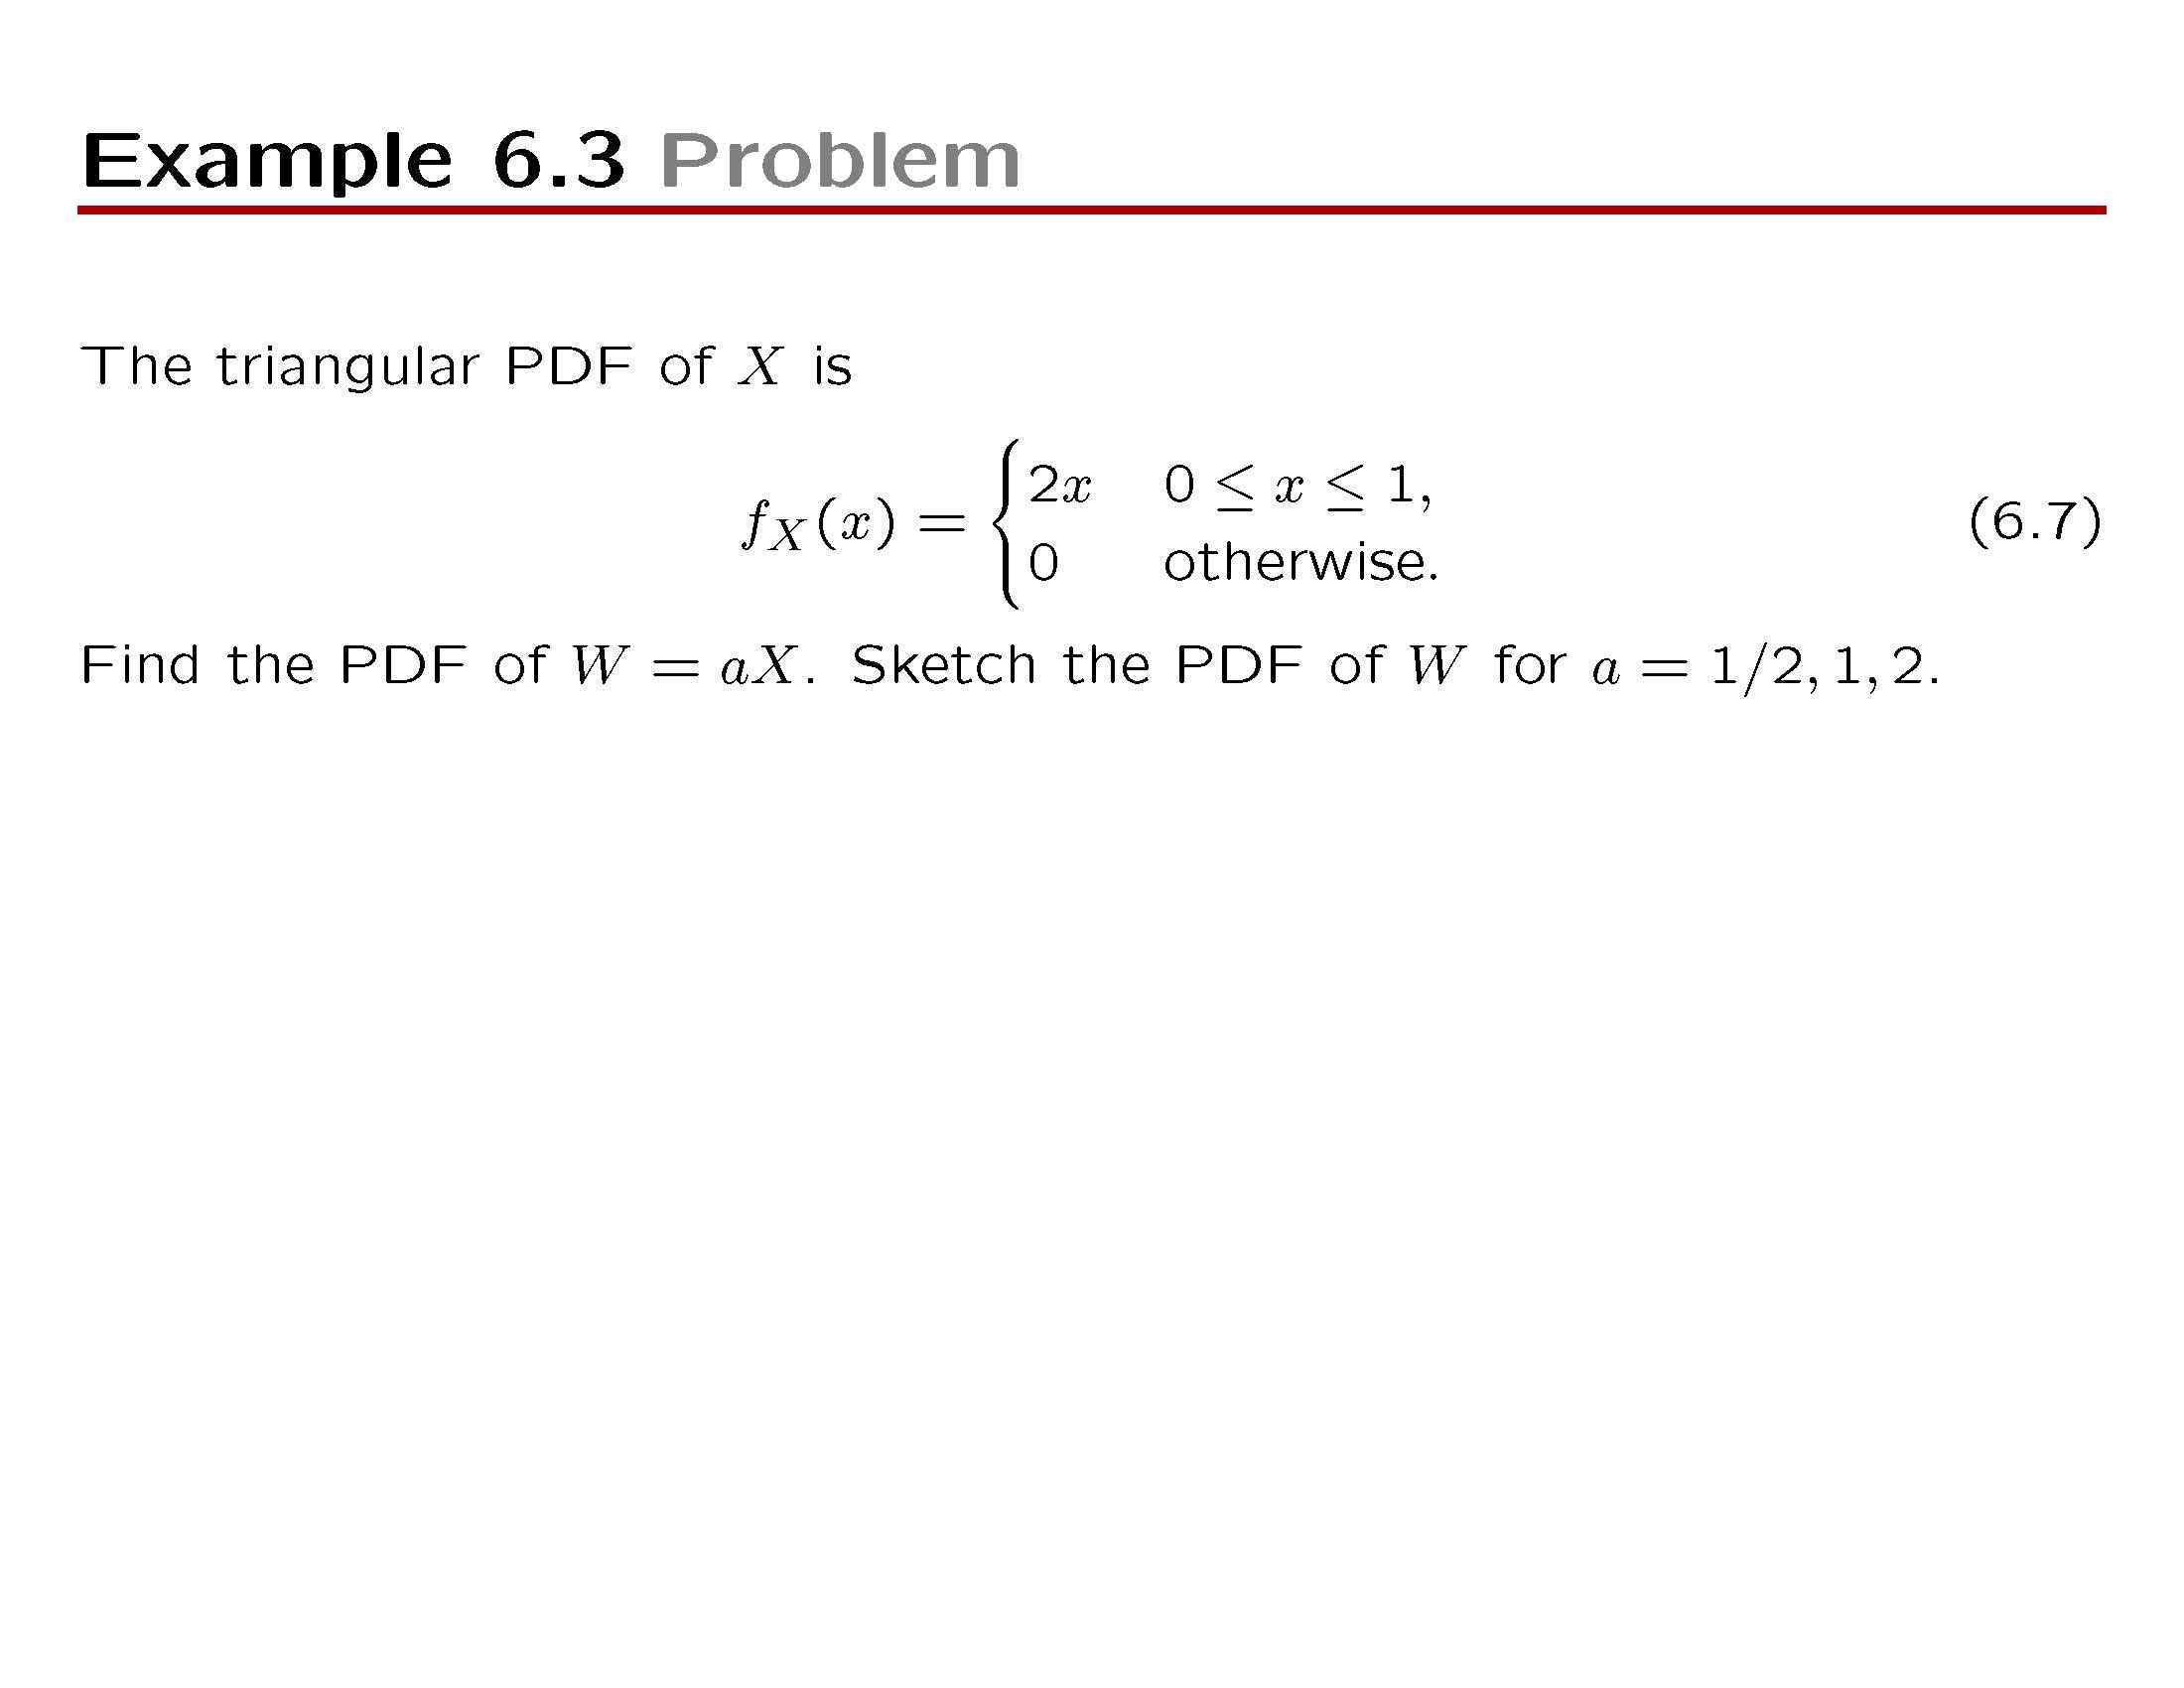 Example 6.3 Problem
The triangular PDF of X is
f_X(x) = { 2x 0 ≤ x ≤ 1, (6.7)
0 otherwise.
Find the PDF of W = aX. Sketch the PDF of W for a = 1/2, 1, 2.